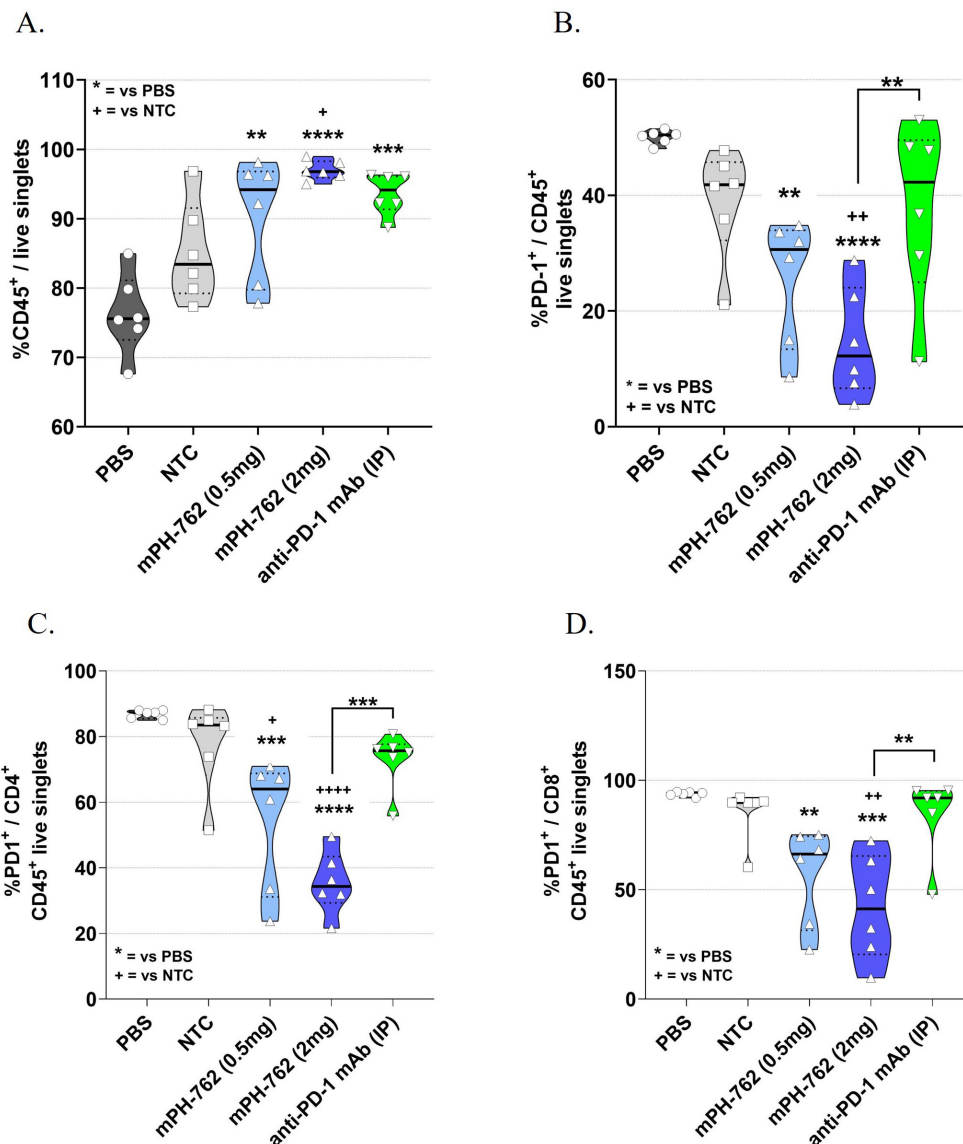 A.
* = vs PBS
+ = vs NTC
%CD45+ / live singlets
110
100
90
80
70
60
**
+
****
***
PBS
NTC
mPH-762 (0.5mg)
mPH-762 (2mg)
anti-PD-1 mAb (IP)
B.
%PD-1+ / CD45+
live singlets
60
40
20
0
**
**
++
****
* = vs PBS
+ = vs NTC
PBS
NTC
mPH-762 (0.5mg)
mPH-762 (2mg)
anti-PD-1 mAb (IP)
C.
%PD1+ / CD4+
CD45+ live singlets
100
80
60
40
20
0
+
***
++++
****
***
* = vs PBS
+ = vs NTC
PBS
NTC
mPH-762 (0.5mg)
mPH-762 (2mg)
anti-PD-1 mAb (IP)
D.
%PD1+ / CD8+
CD45+ live singlets
150
100
50
0
**
++
***
**
* = vs PBS
+ = vs NTC
PBS
NTC
mPH-762 (0.5mg)
mPH-762 (2mg)
anti-PD-1 mAb (IP)